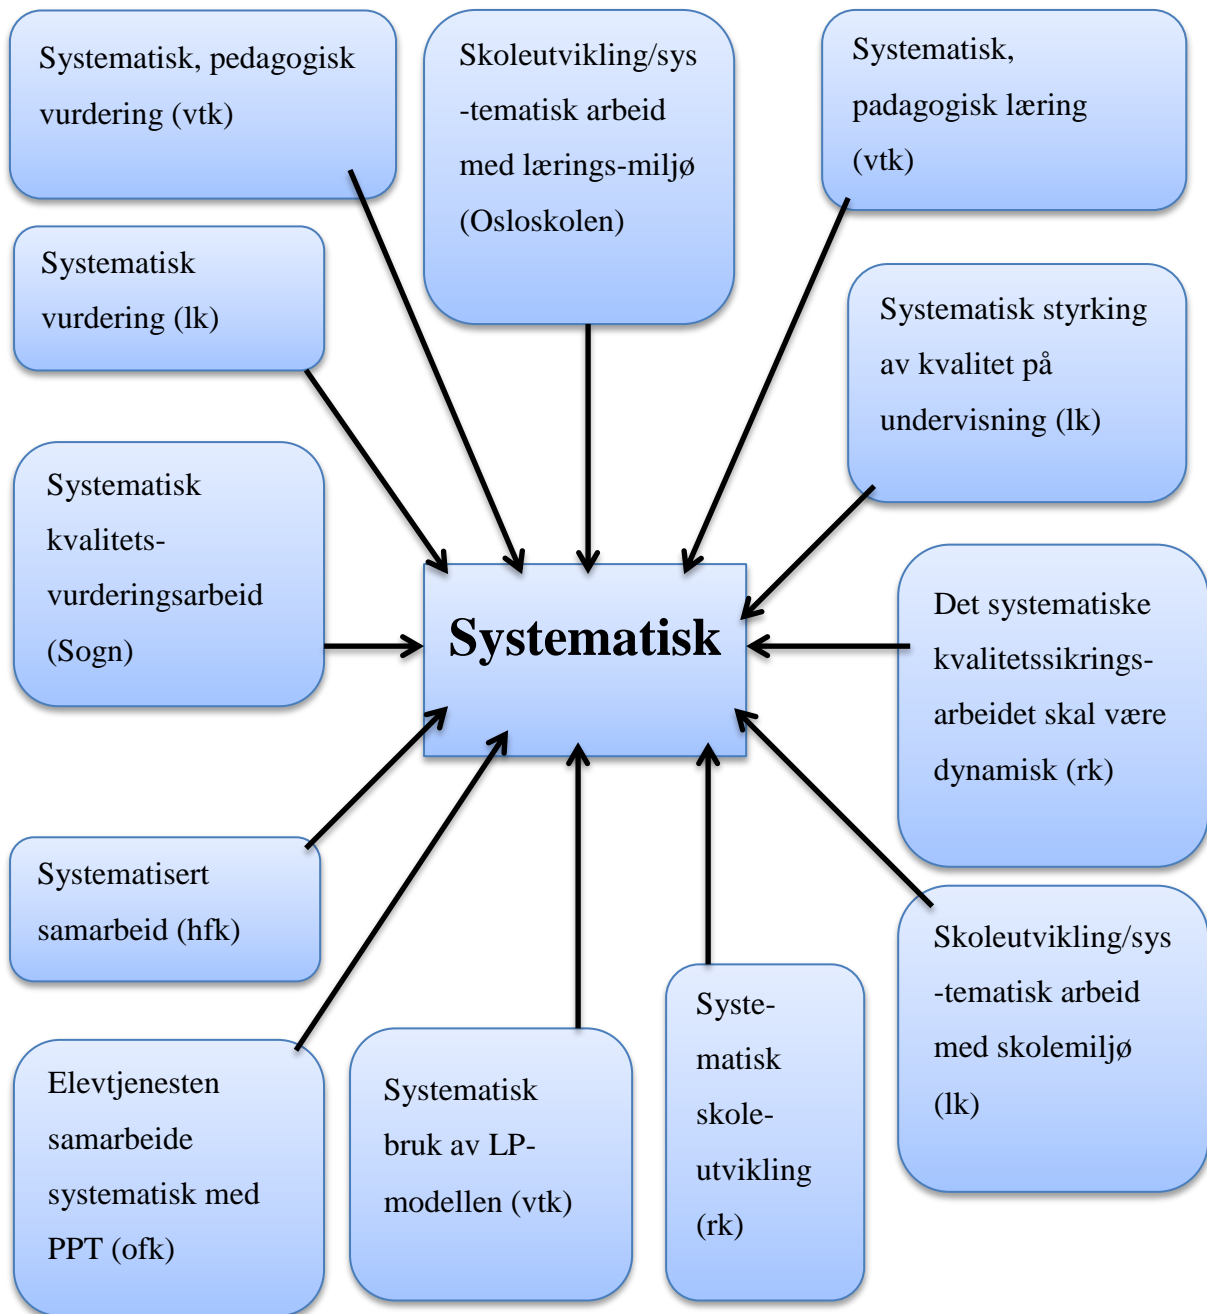 Systematisk, pedagogisk
vurdering (vtk)
Skoleutvikling/sys
-tematisk arbeid
med lærings-miljø
(Osloskolen)
Systematisk,
padagogisk læring
(vtk)
Systematisk
vurdering (lk)
Systematisk styrking
av kvalitet på
undervisning (lk)
Systematisk
kvalitets-
vurderingsarbeid
(Sogn)
Systematisk
Det systematiske
kvalitetssikrings-
arbeidet skal være
dynamisk (rk)
Systematisert
samarbeid (hfk)
Skoleutvikling/sys
-tematisk arbeid
med skolemiljø
(lk)
Elevtjenesten
samarbeide
systematisk med
PPT (ofk)
Systematisk
bruk av LP-
modellen (vtk)
Syste-
matisk
skole-
utvikling
(rk)